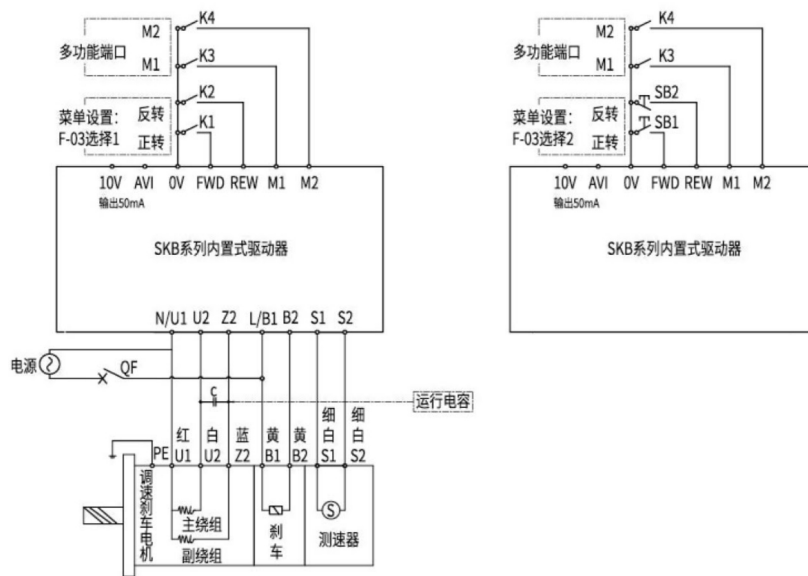 M2 K4
多功能端口
M1 K3
菜单设置： 反转 K2
F-03选择1 正转 K1
10V AVI 0V FWD REW M1 M2
输出50mA
SKB系列内置式驱动器
N/U1 U2 Z2 L/B1 B2 S1 S2
电源 QF
C
运行电容
红 白 蓝 黄 黄 细白 细白
PE U1 U2 Z2 B1 B2 S1 S2
调速刹车电机
主绕组
副绕组
刹车
S
测速器
M2 K4
多功能端口
M1 K3
菜单设置： 反转 SB2
F-03选择2 正转 SB1
10V AVI 0V FWD REW M1 M2
输出50mA
SKB系列内置式驱动器